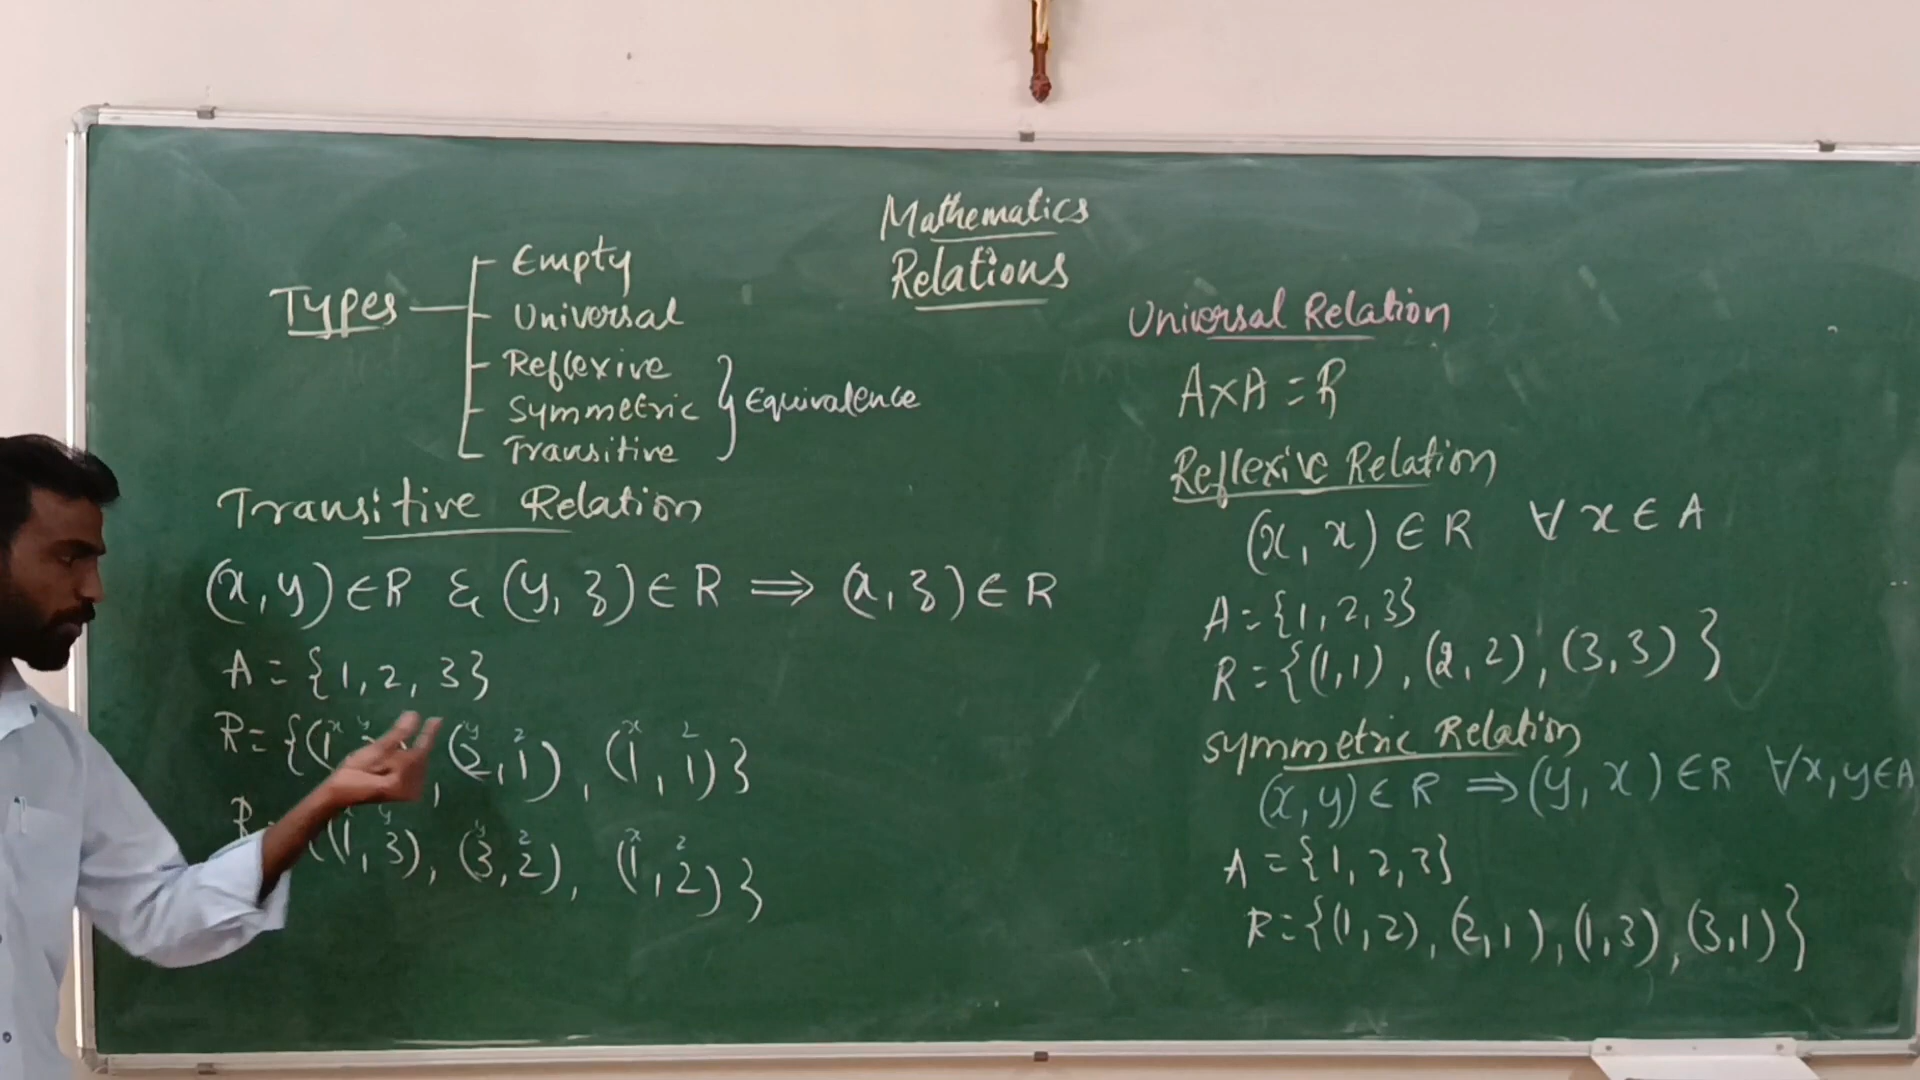 Mathematics
Relations
Types
Empty
Universal
Reflexive
Symmetric
Transitive
} Equivalence
Transitive Relation
(x, y) ∈ R & (y, z) ∈ R ⟹ (x, z) ∈ R
A = {1, 2, 3}
x y y z x z
R = {(1 , (2, 1), (1, 1)}
x y y z x z
R = (1, 3), (3, 2), (1, 2)}
Universal Relation
A×A = R
Reflexive Relation
(x, x) ∈ R ∀ x ∈ A
A = {1, 2, 3}
R = {(1, 1), (2, 2), (3, 3)}
Symmetric Relation
(x, y) ∈ R ⟹ (y, x) ∈ R ∀x, y ∈ A
A = {1, 2, 3}
R = {(1, 2), (2, 1), (1, 3), (3, 1)}